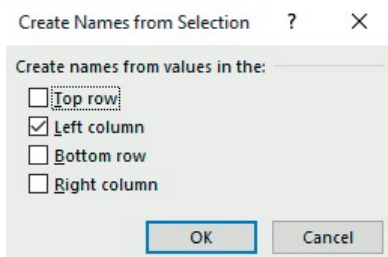 Create Names from Selection ?
Create names from values in the:
Top row
Left column
Bottom row
Right column
OK Cancel